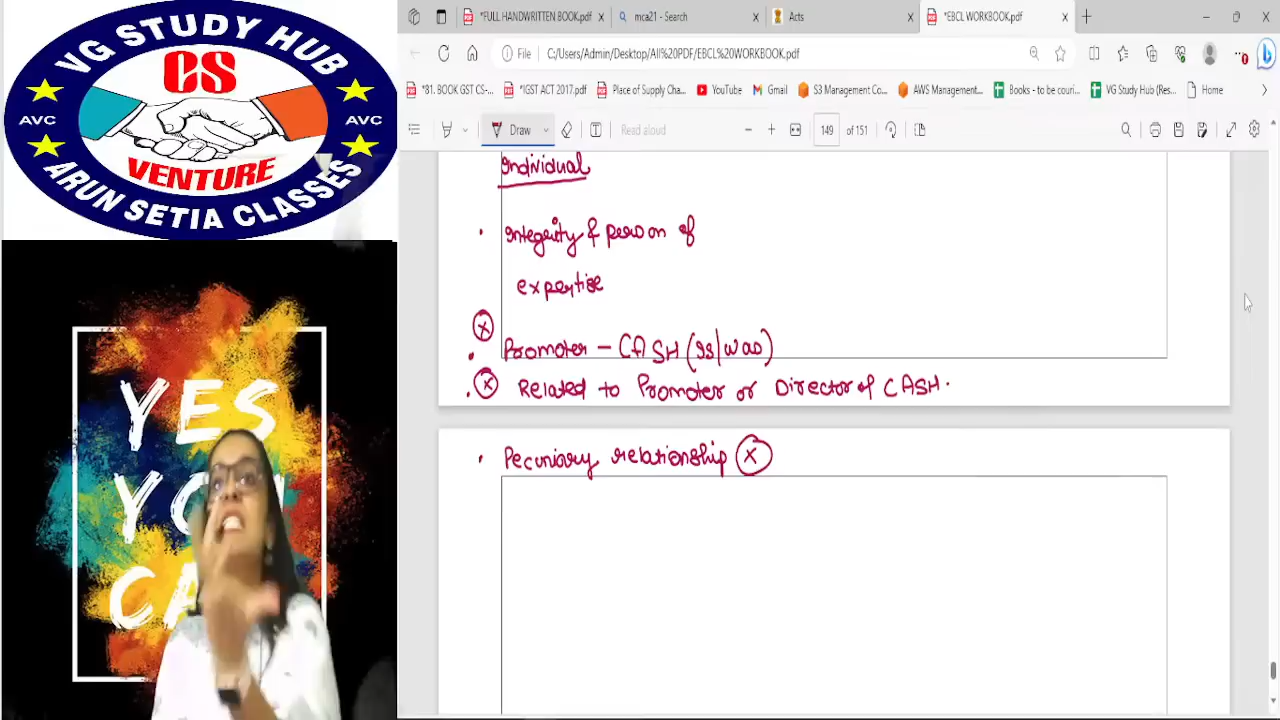 VG STUDY HUB
CS
AVC
AVC
VENTURE
ARUN SETIA CLASSES
YES
YO
CA
*FULL HANDWRITTEN BOOK.pdf
mca21 - Search
Acts
*EBCL WORKBOOK.pdf
File
C:/Users/Admin/Desktop/All%20PDF/EBCL%20WORKBOOK.pdf
*81. BOOK GST CS-...
*IGST ACT 2017.pdf
Place of Supply Cha...
YouTube
Gmail
S3 Management Co...
AWS Management...
Books - to be couri...
VG Study Hub (Res...
Home
Draw
Read aloud
149 of 151
Individual
• Integrity & person of
expertise
(X)
• Promoter – CASH (Is/was)
• (X) Related to Promoter or Director of CASH.
• Pecuniary relationship (X)